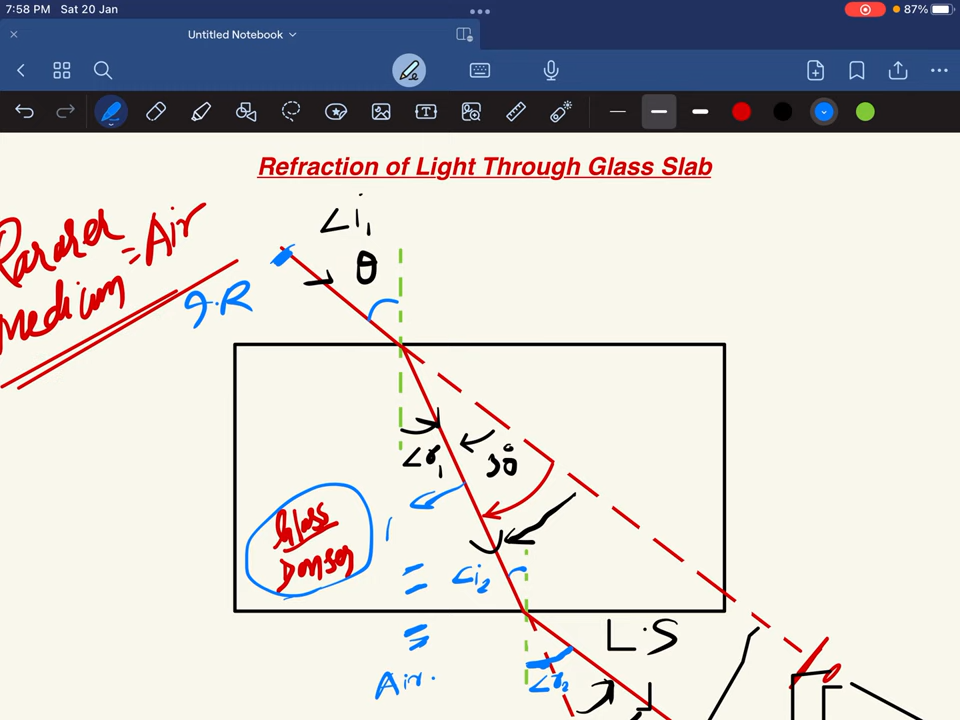 7:58 PM Sat 20 Jan
87%
Untitled Notebook
Refraction of Light Through Glass Slab
∠i₁
θ
Rararer
medium = Air
I.R
∠r₁
30°
Glass
Denser
∠i₂
L.S
∠r₂
Air.